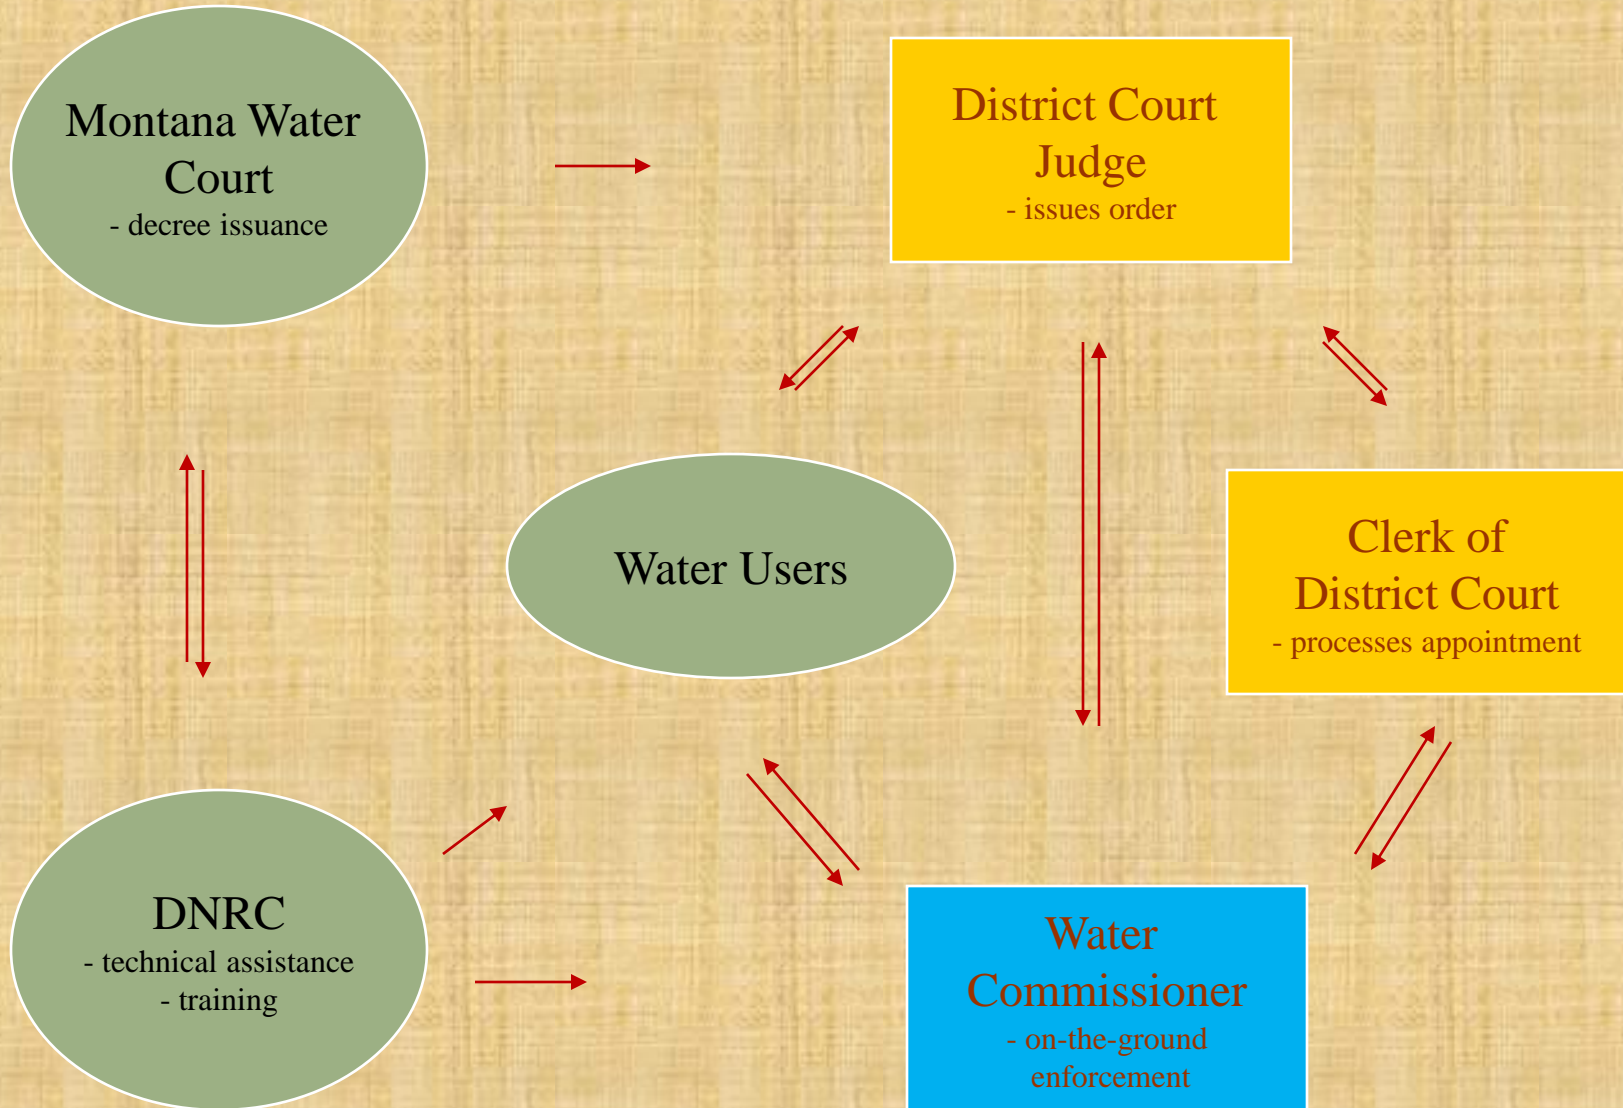 Montana Water
Court
- decree issuance
District Court
Judge
- issues order
Water Users
Clerk of
District Court
- processes appointment
DNRC
- technical assistance
- training
Water
Commissioner
- on-the-ground
enforcement